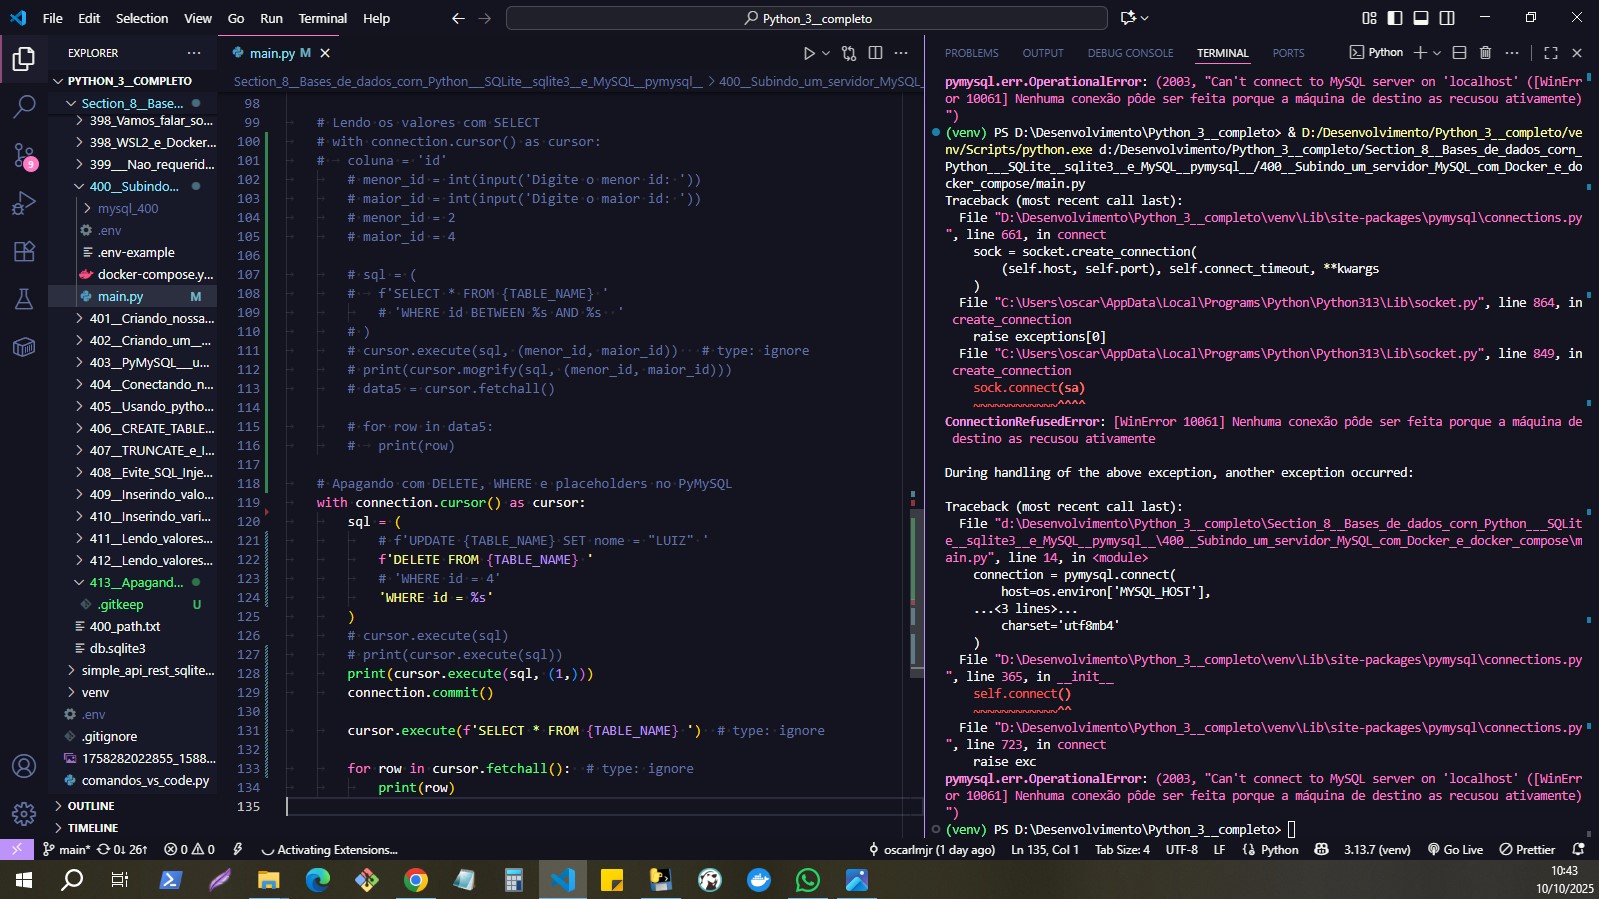 File Edit Selection View Go Run Terminal Help
Python_3__completo
EXPLORER
PYTHON_3__COMPLETO
Section_8__Base...
398_Vamos_falar_so...
398_WSL2_e_Docker...
399___Nao_requerid...
400__Subindo...
mysql_400
.env
.env-example
docker-compose.y...
main.py M
401__Criando_nossa...
402__Criando_um__...
403__PyMySQL__u...
404__Conectando_n...
405__Usando_pytho...
406__CREATE_TABLE...
407__TRUNCATE_e_I...
408__Evite_SQL_Inje...
409__Inserindo_valo...
410__Inserindo_vari...
411__Lendo_valores...
412__Lendo_valores...
413__Apagand...
.gitkeep U
400_path.txt
db.sqlite3
simple_api_rest_sqlite...
venv
.env
.gitignore
1758282022855_1588...
comandos_vs_code.py
OUTLINE
TIMELINE
9
main.py M
Section_8__Bases_de_dados_corn_Python___SQLite__sqlite3__e_MySQL__pymysql__ > 400__Subindo_um_servidor_MySQL_
98
99 # Lendo os valores com SELECT
100 # with connection.cursor() as cursor:
101 # coluna = 'id'
102 # menor_id = int(input('Digite o menor id: '))
103 # maior_id = int(input('Digite o maior id: '))
104 # menor_id = 2
105 # maior_id = 4
106
107 # sql = (
108 # f'SELECT * FROM {TABLE_NAME} '
109 # 'WHERE id BETWEEN %s AND %s '
110 # )
111 # cursor.execute(sql, (menor_id, maior_id)) # type: ignore
112 # print(cursor.mogrify(sql, (menor_id, maior_id)))
113 # data5 = cursor.fetchall()
114
115 # for row in data5:
116 # print(row)
117
118 # Apagando com DELETE, WHERE e placeholders no PyMySQL
119 with connection.cursor() as cursor:
120 sql = (
121 # f'UPDATE {TABLE_NAME} SET nome = "LUIZ" '
122 f'DELETE FROM {TABLE_NAME} '
123 # 'WHERE id = 4'
124 'WHERE id = %s'
125 )
126 # cursor.execute(sql)
127 # print(cursor.execute(sql))
128 print(cursor.execute(sql, (1,)))
129 connection.commit()
130
131 cursor.execute(f'SELECT * FROM {TABLE_NAME} ') # type: ignore
132
133 for row in cursor.fetchall(): # type: ignore
134 print(row)
135
PROBLEMS OUTPUT DEBUG CONSOLE TERMINAL PORTS
Python
pymysql.err.OperationalError: (2003, "Can't connect to MySQL server on 'localhost' ([WinErr
or 10061] Nenhuma conexão pôde ser feita porque a máquina de destino as recusou ativamente)
")
(venv) PS D:\Desenvolvimento\Python_3__completo> & D:/Desenvolvimento/Python_3__completo/ve
nv/Scripts/python.exe d:/Desenvolvimento/Python_3__completo/Section_8__Bases_de_dados_corn_
Python___SQLite__sqlite3__e_MySQL__pymysql__/400__Subindo_um_servidor_MySQL_com_Docker_e_do
cker_compose/main.py
Traceback (most recent call last):
File "D:\Desenvolvimento\Python_3__completo\venv\Lib\site-packages\pymysql\connections.py
", line 661, in connect
sock = socket.create_connection(
(self.host, self.port), self.connect_timeout, **kwargs
)
File "C:\Users\oscar\AppData\Local\Programs\Python\Python313\Lib\socket.py", line 864, in
create_connection
raise exceptions[0]
File "C:\Users\oscar\AppData\Local\Programs\Python\Python313\Lib\socket.py", line 849, in
create_connection
sock.connect(sa)
~~~~~~~~~~~~^^^^
ConnectionRefusedError: [WinError 10061] Nenhuma conexão pôde ser feita porque a máquina de
destino as recusou ativamente
During handling of the above exception, another exception occurred:
Traceback (most recent call last):
File "d:\Desenvolvimento\Python_3__completo\Section_8__Bases_de_dados_corn_Python___SQLit
e__sqlite3__e_MySQL__pymysql__\400__Subindo_um_servidor_MySQL_com_Docker_e_docker_compose\m
ain.py", line 14, in <module>
connection = pymysql.connect(
host=os.environ['MYSQL_HOST'],
...<3 lines>...
charset='utf8mb4'
)
File "D:\Desenvolvimento\Python_3__completo\venv\Lib\site-packages\pymysql\connections.py
", line 365, in __init__
self.connect()
~~~~~~~~~~~~^^
File "D:\Desenvolvimento\Python_3__completo\venv\Lib\site-packages\pymysql\connections.py
", line 723, in connect
raise exc
pymysql.err.OperationalError: (2003, "Can't connect to MySQL server on 'localhost' ([WinErr
or 10061] Nenhuma conexão pôde ser feita porque a máquina de destino as recusou ativamente)
")
(venv) PS D:\Desenvolvimento\Python_3__completo>
main* 0↓ 26↑ 0 0 Activating Extensions... oscarlmjr (1 day ago) Ln 135, Col 1 Tab Size: 4 UTF-8 LF Python 3.13.7 (venv) Go Live Prettier
10:43
10/10/2025